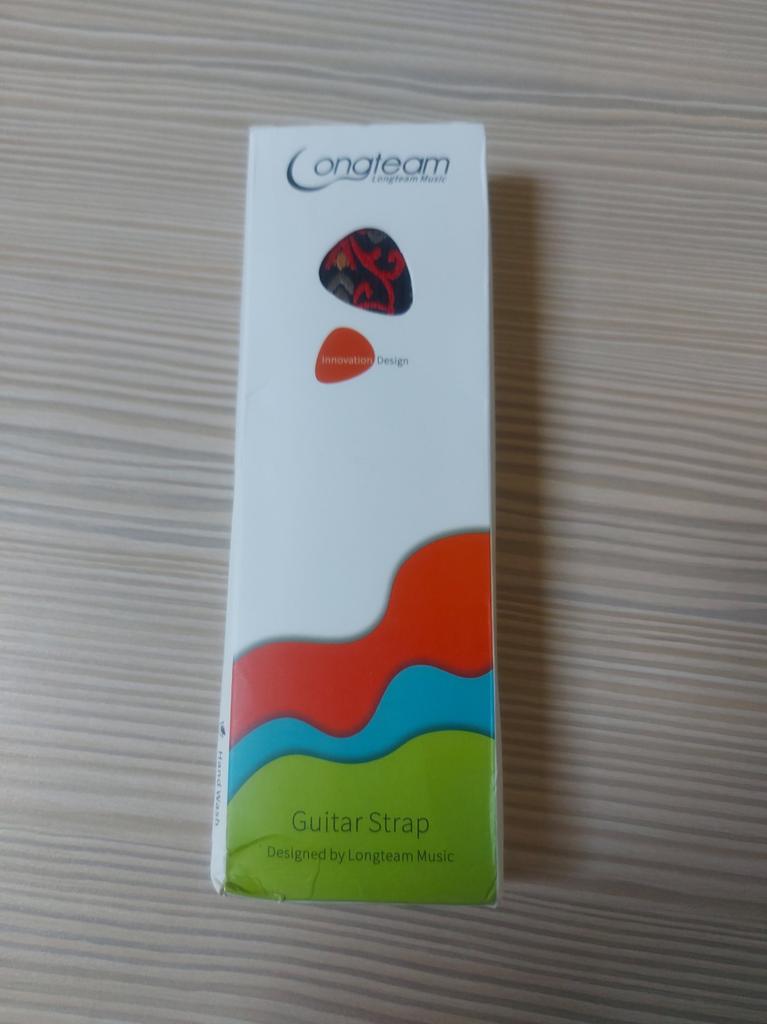 Longteam
Longteam Music
Innovation Design
Hand Wash
Guitar Strap
Designed by Longteam Music